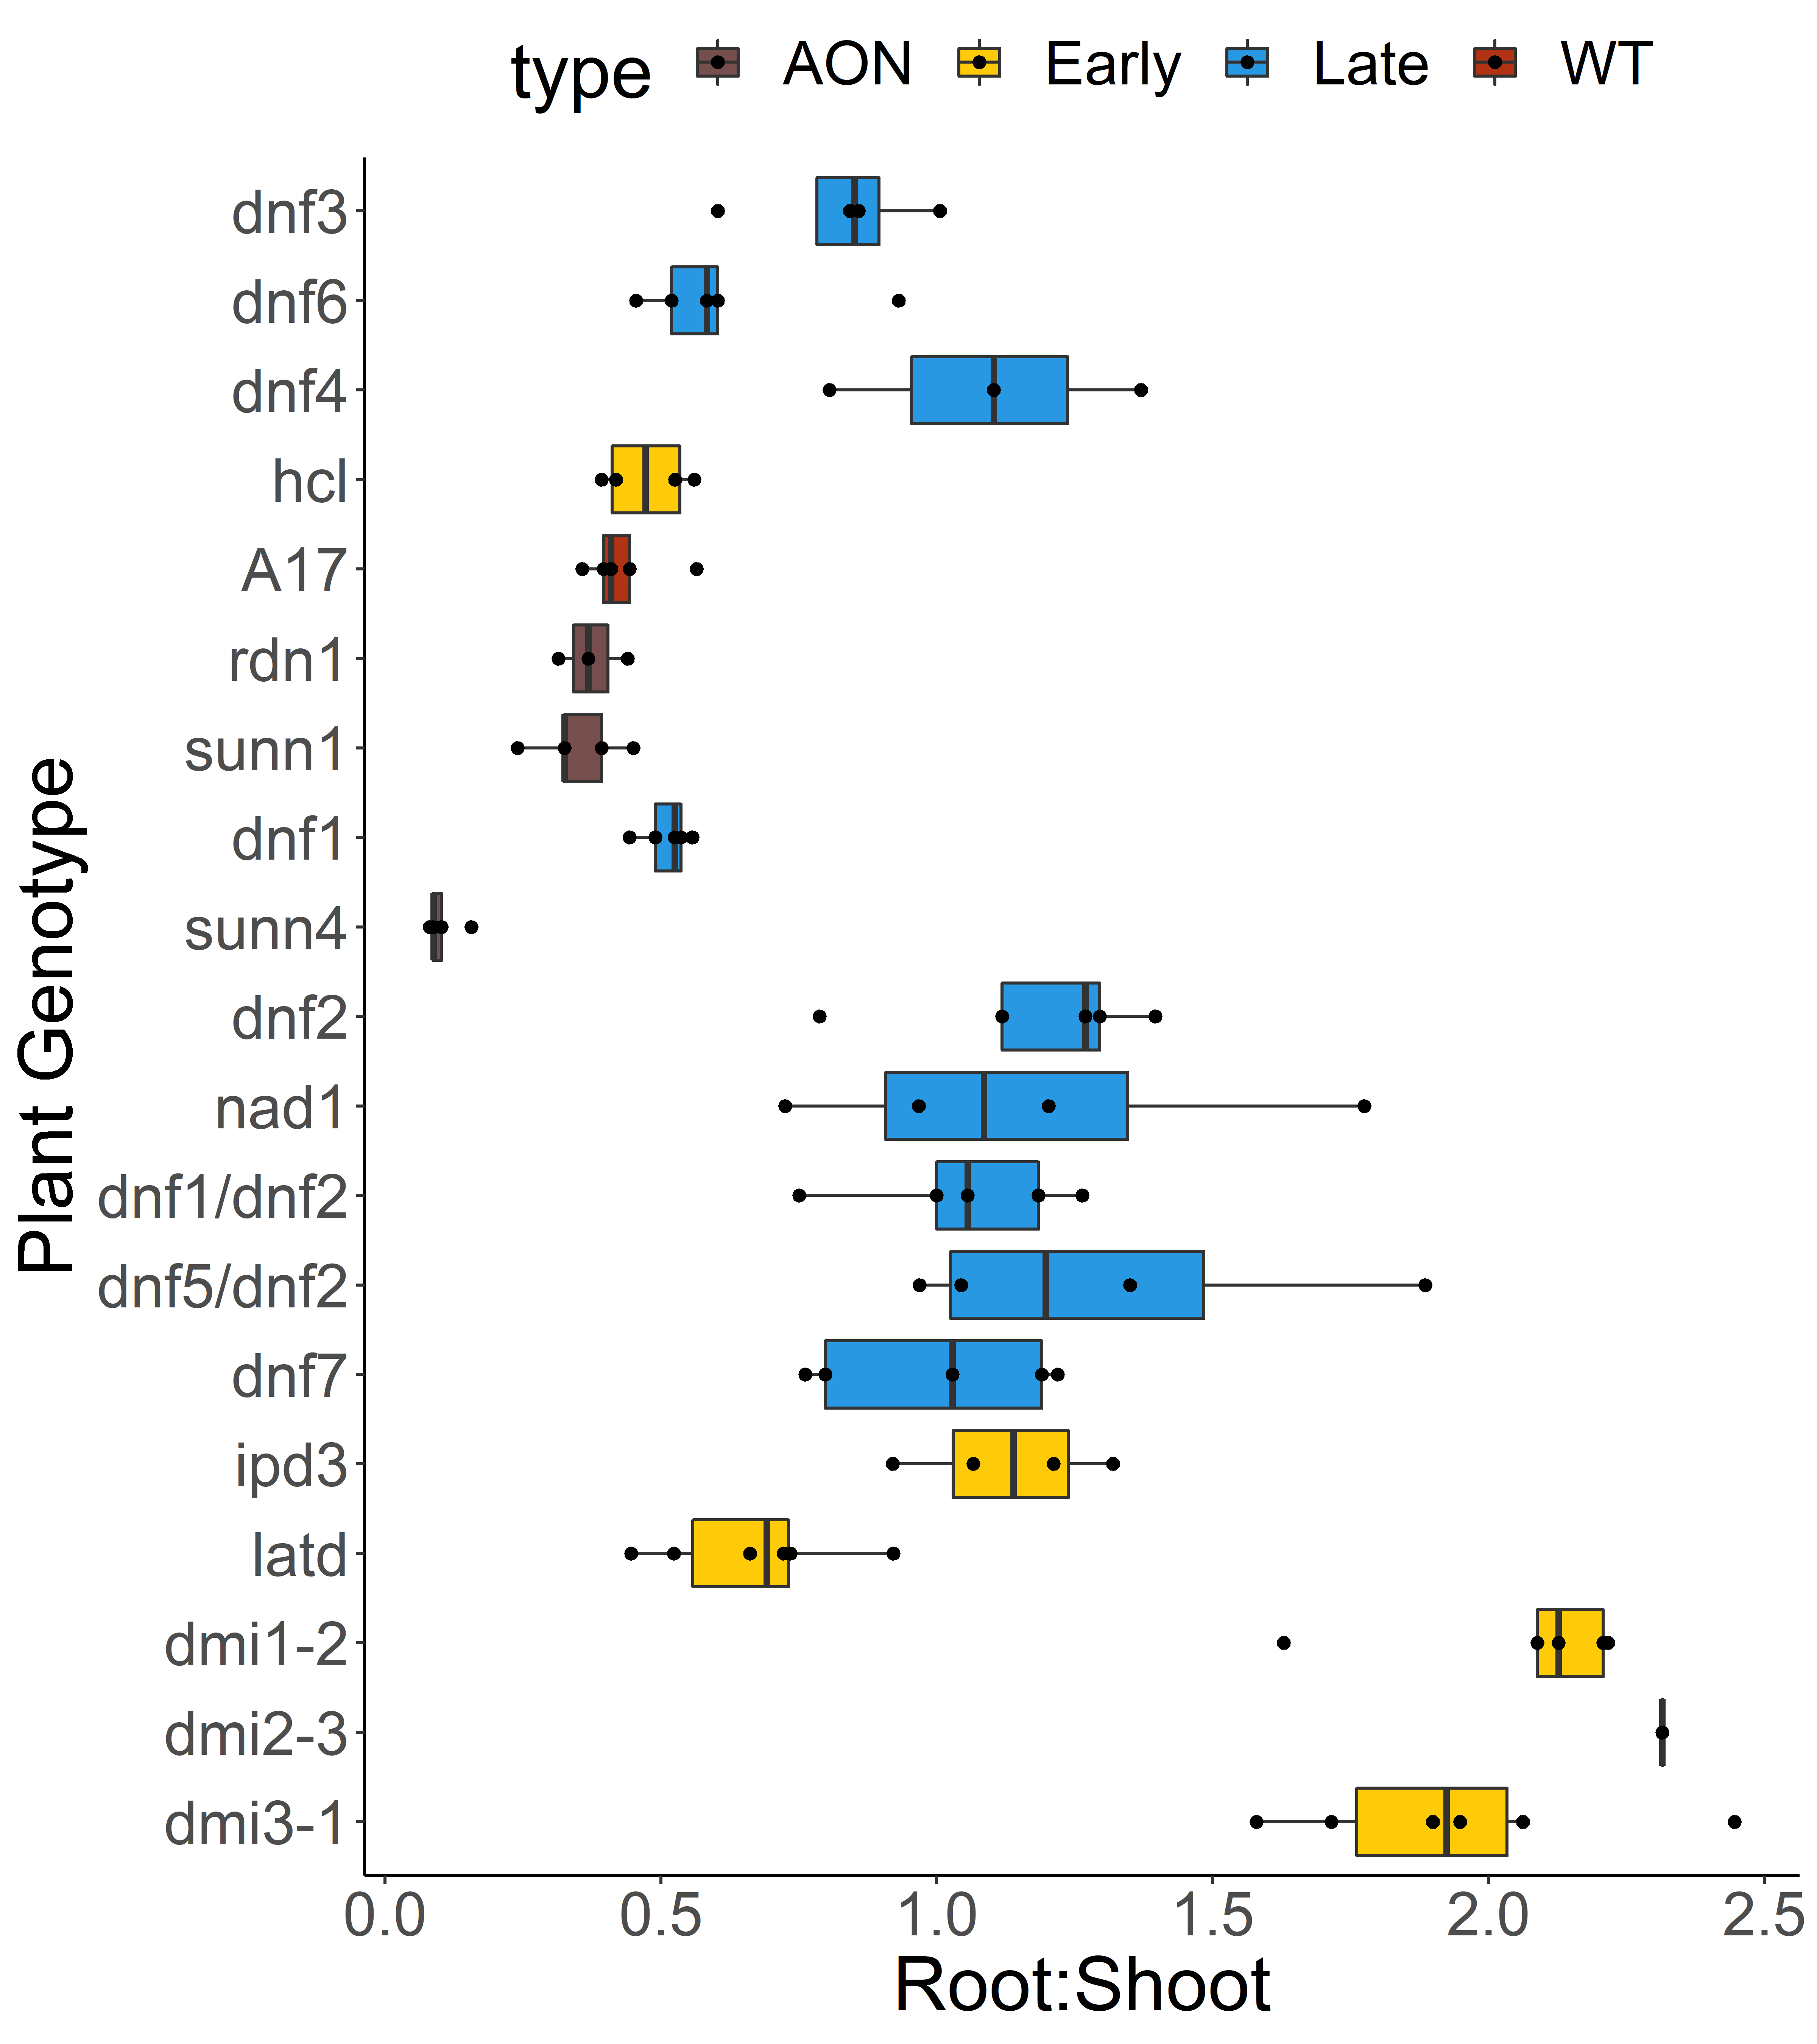 type AON Early Late WT
dnf3
dnf6
dnf4
hcl
A17
rdn1
sunn1
dnf1
sunn4
dnf2
nad1
dnf1/dnf2
dnf5/dnf2
dnf7
ipd3
latd
dmi1-2
dmi2-3
dmi3-1
Plant Genotype
0.0 0.5 1.0 1.5 2.0 2.5
Root:Shoot